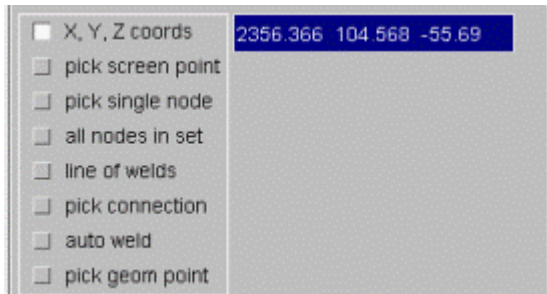 X, Y, Z coords 2356.366 104.568 -55.69
pick screen point
pick single node
all nodes in set
line of welds
pick connection
auto weld
pick geom point